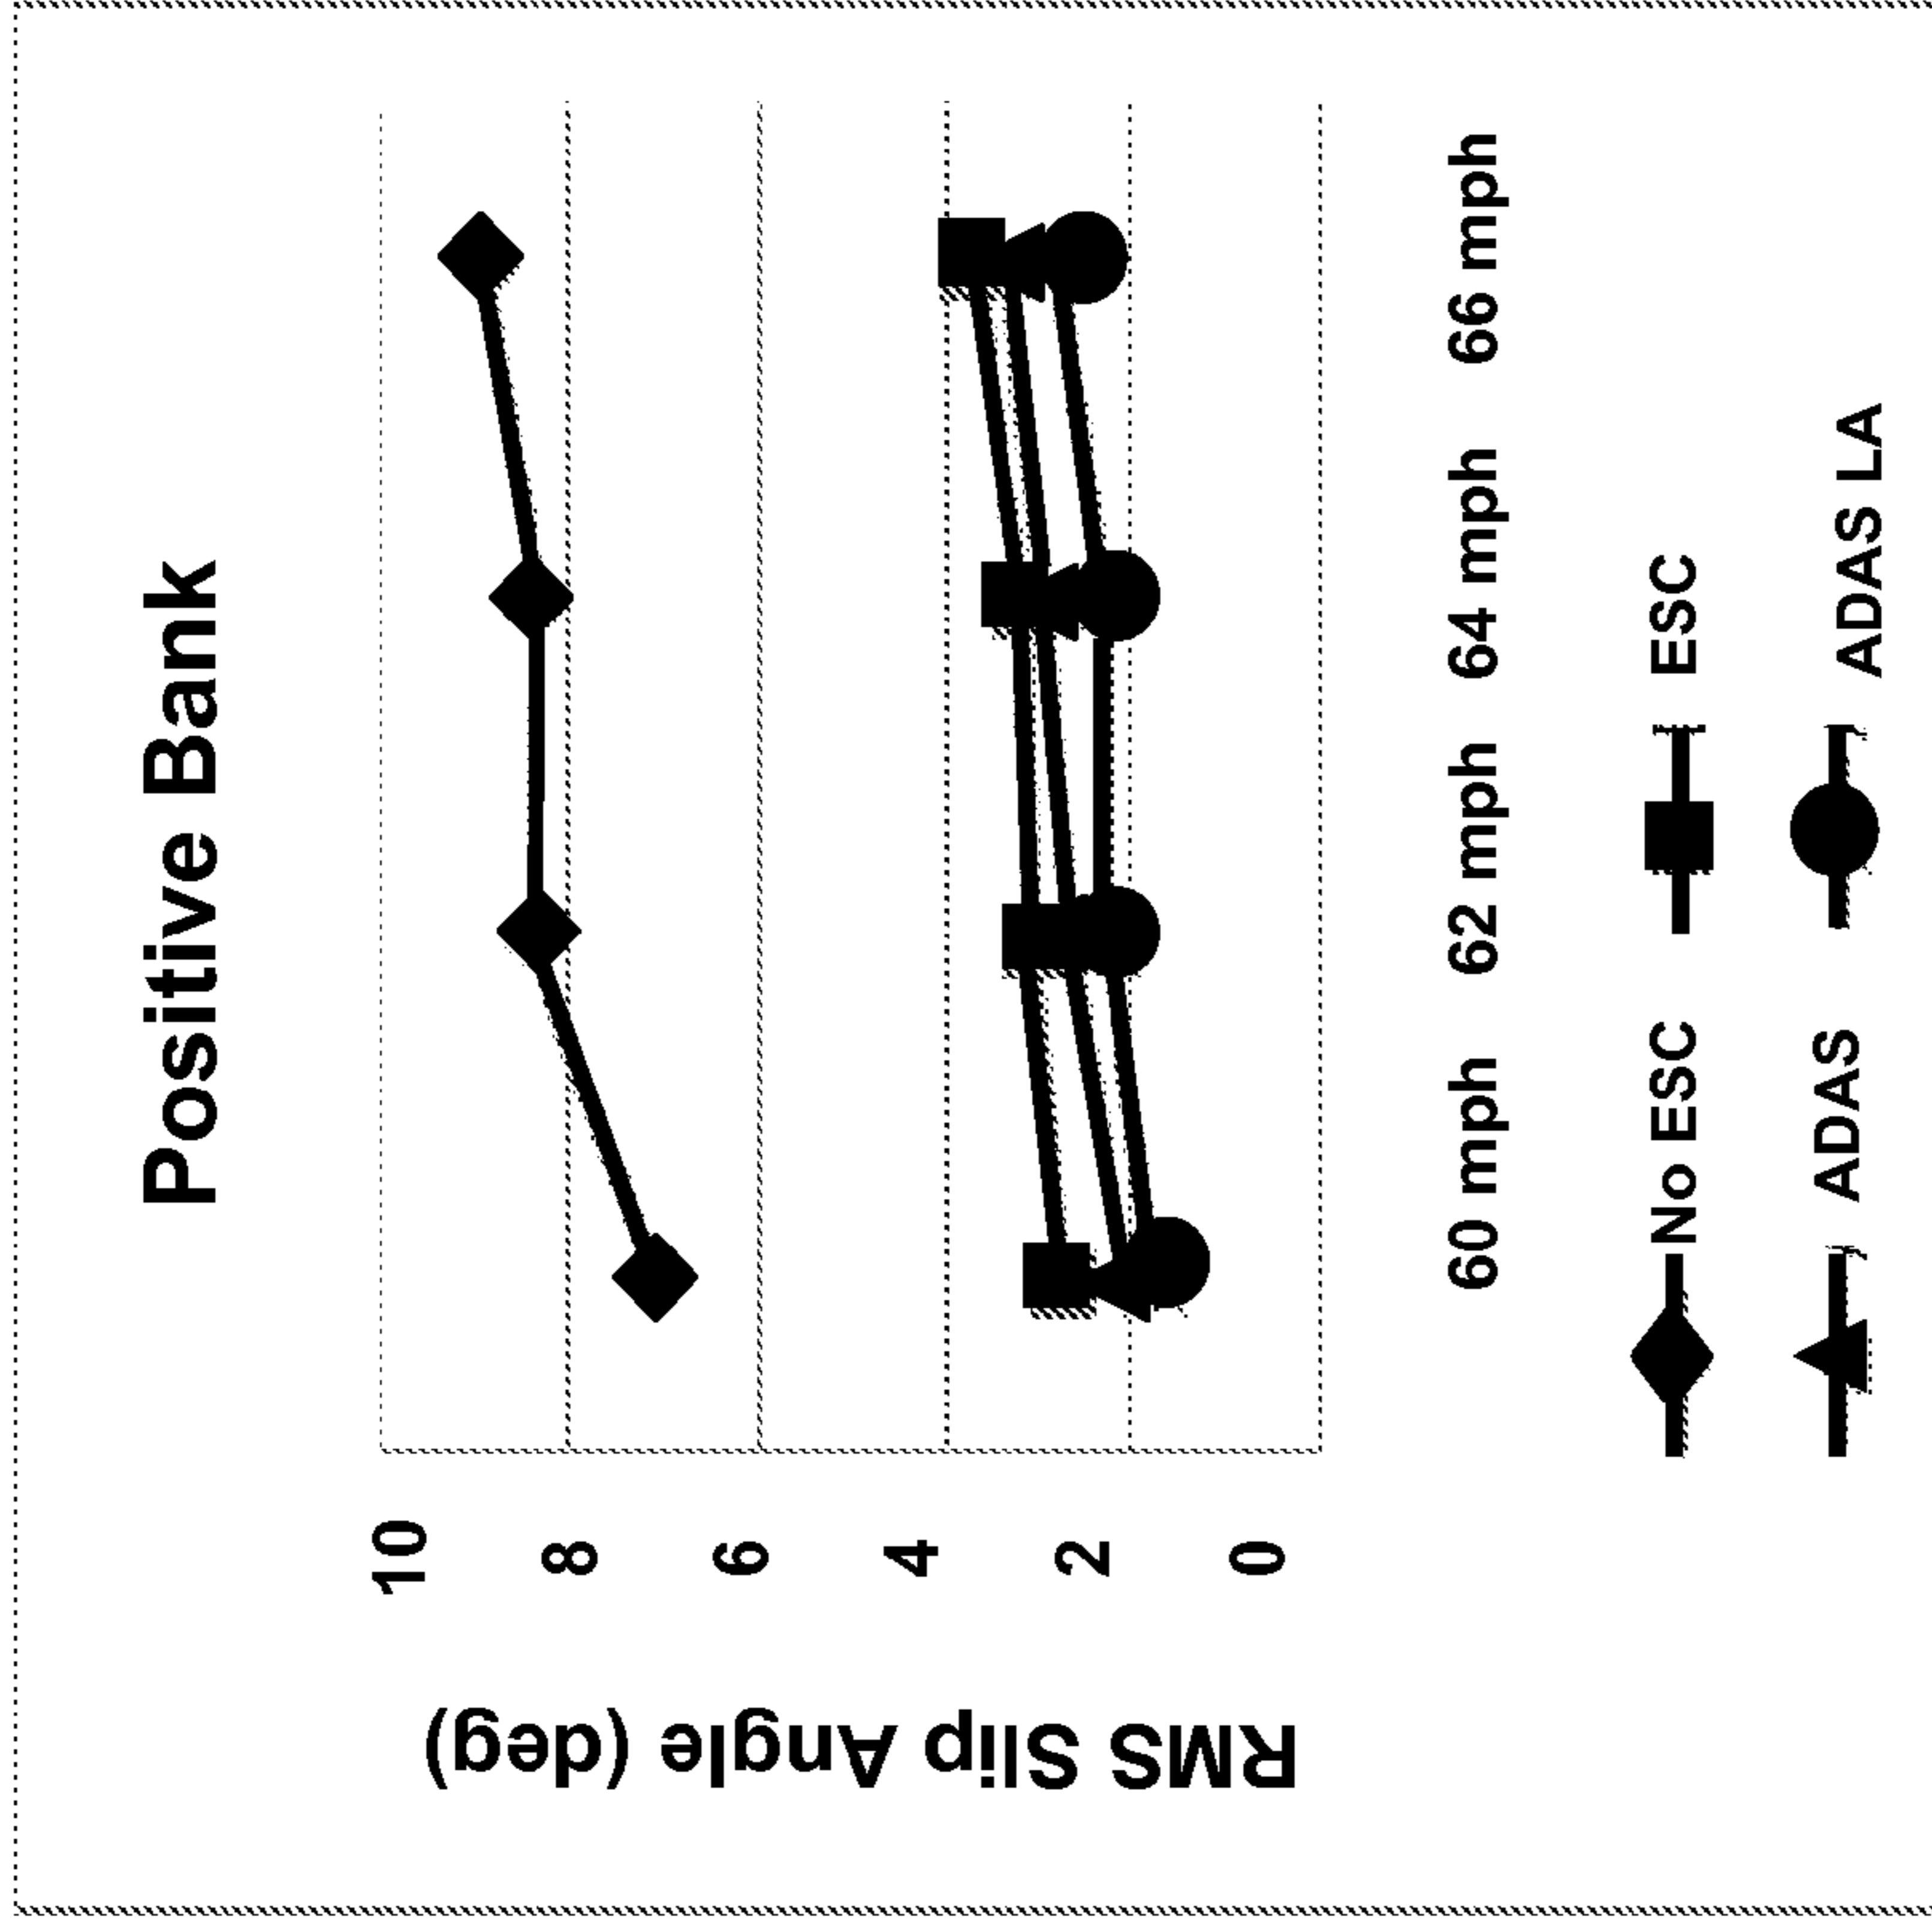 Positive Bank
RMS Slip Angle (deg)
10
8
6
4
2
0
60 mph 62 mph 64 mph 66 mph
No ESC ESC
ADAS ADAS LA